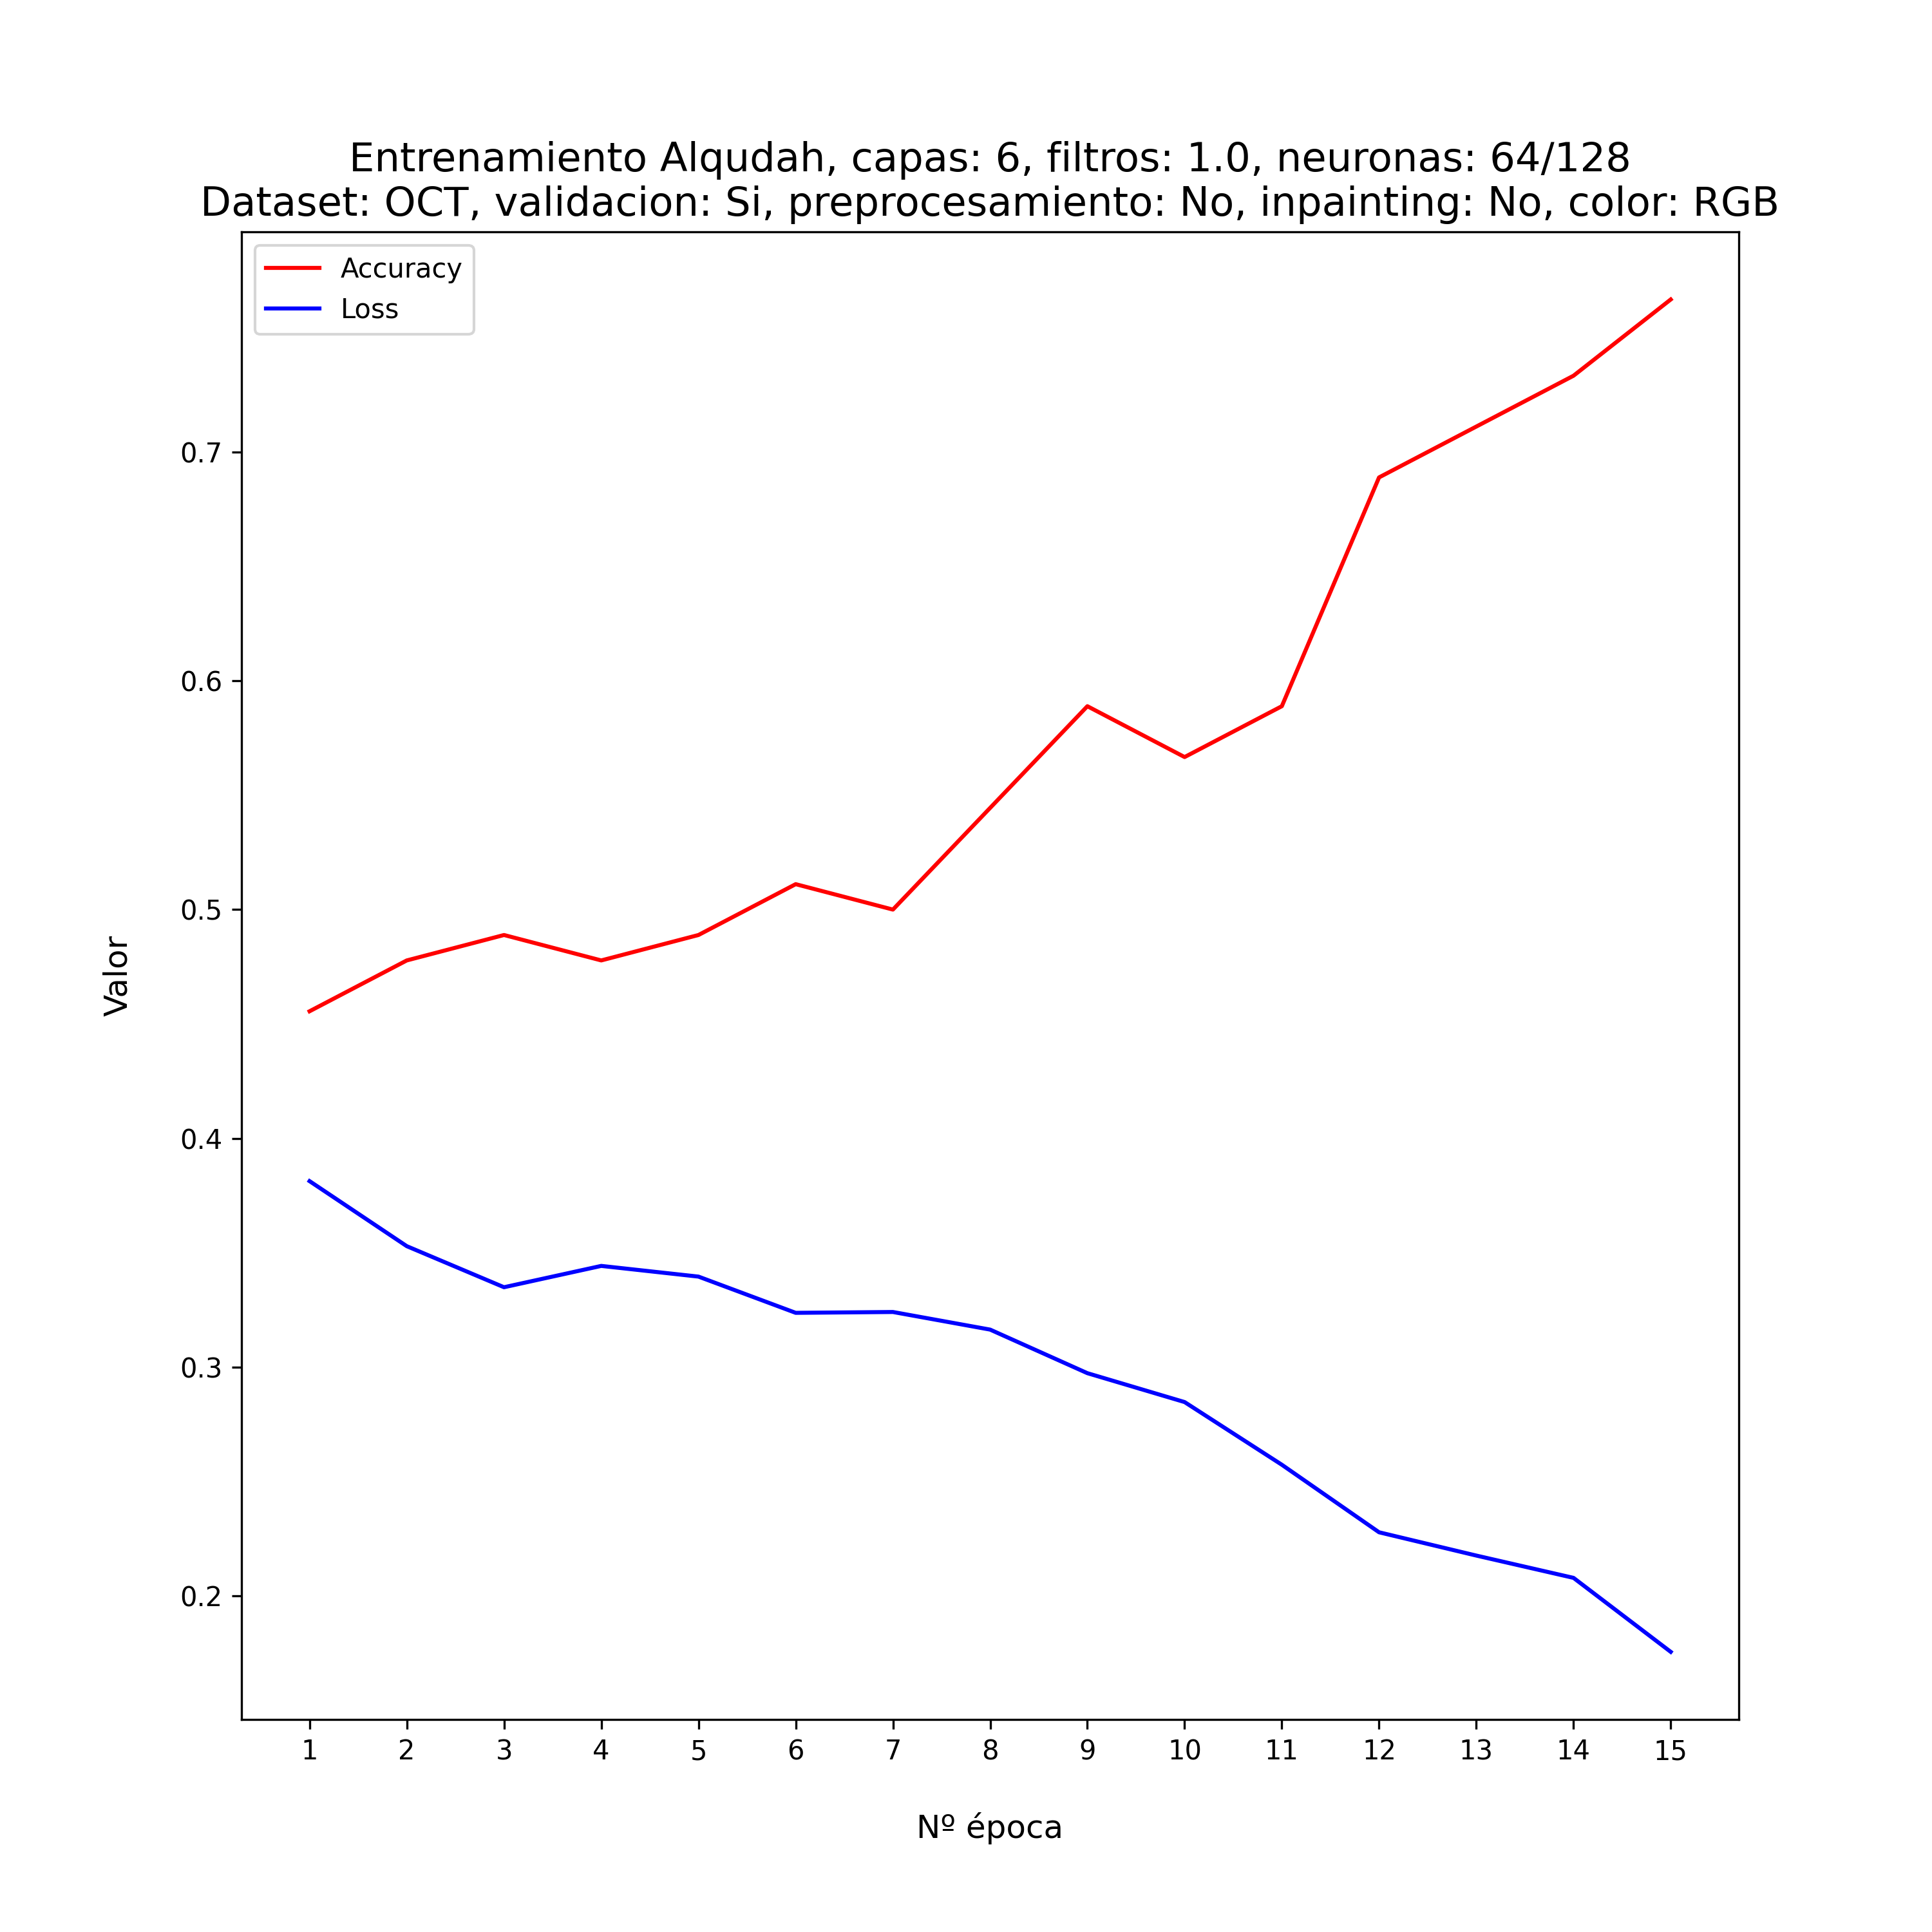 Entrenamiento Alqudah, capas: 6, filtros: 1.0, neuronas: 64/128
Dataset: OCT, validacion: Si, preprocesamiento: No, inpainting: No, color: RGB
Accuracy
Loss
0.7
0.6
0.5
0.4
0.3
0.2
Valor
1 2 3 4 5 6 7 8 9 10 11 12 13 14 15
Nº época